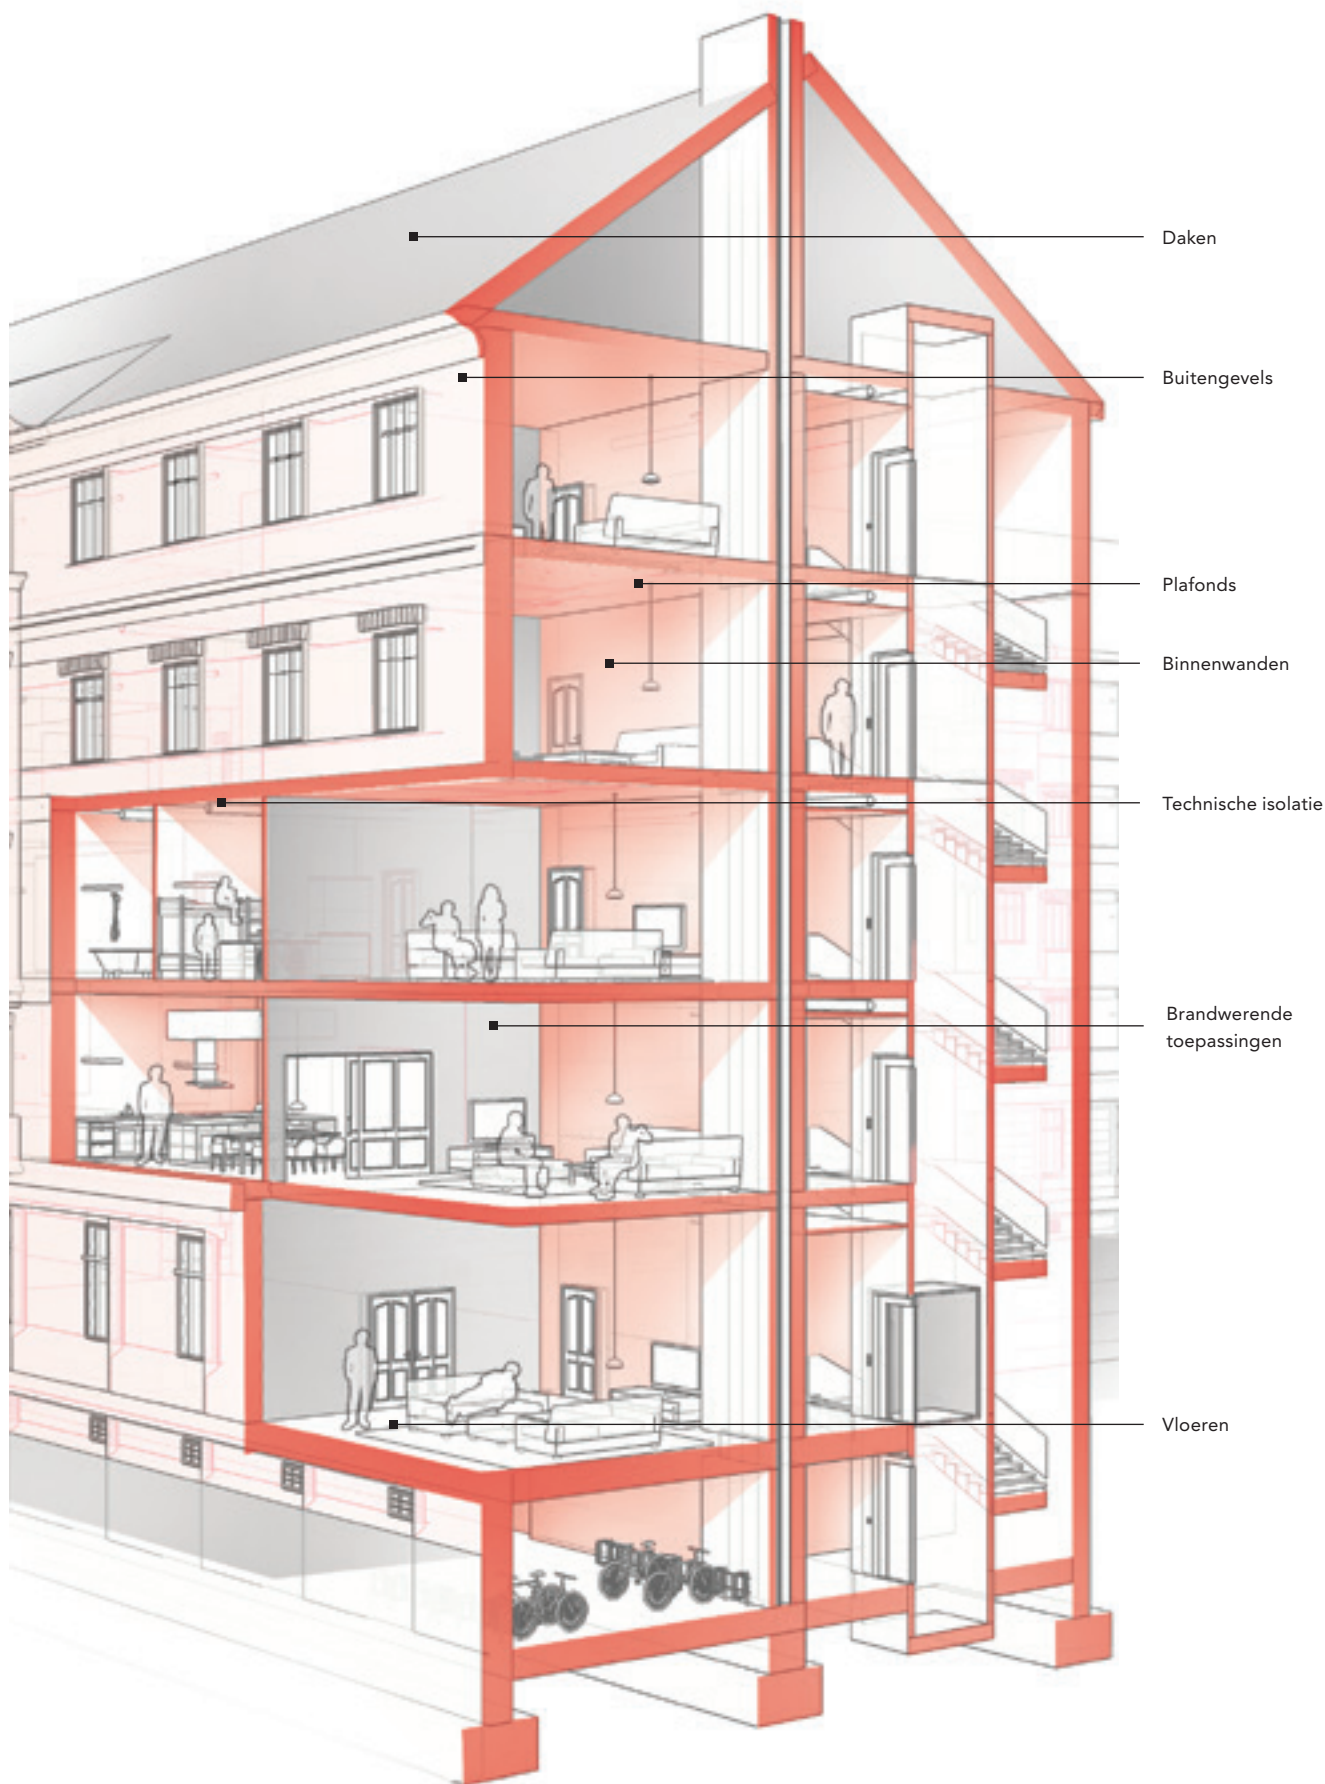 Daken
Buitengevels
Plafonds
Binnenwanden
Technische isolatie
Brandwerende
toepassingen
Vloeren